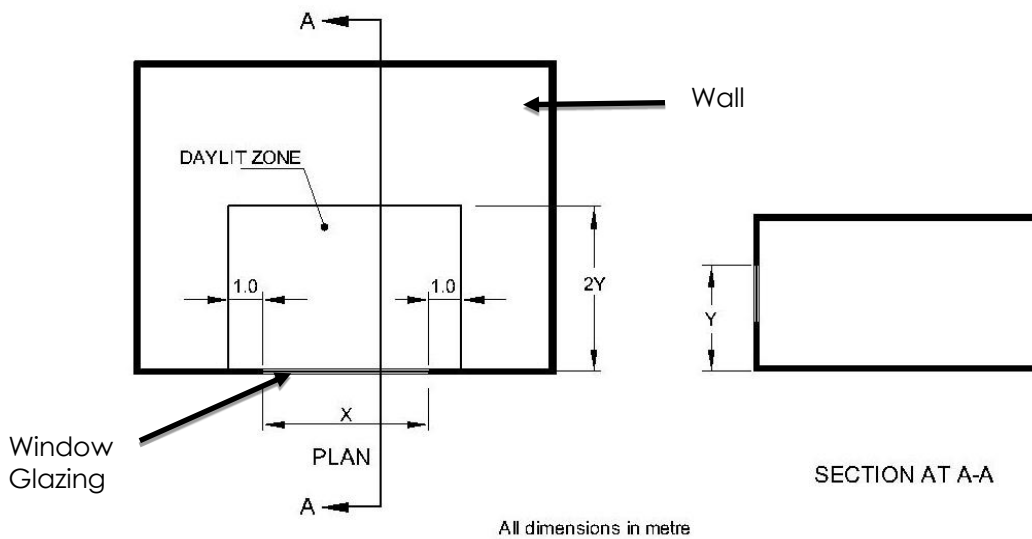 A
Wall
DAYLIT ZONE
1.0
1.0
2Y
Y
X
Window
Glazing
PLAN
A
SECTION AT A-A
All dimensions in metre